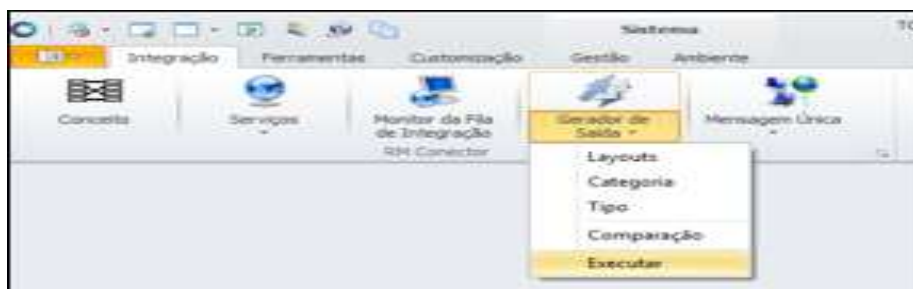 Sistema
TO
Integração Ferramentas Customização Gestão Ambiente
Conceito Serviços Monitor da Fila de Integração Gerador de Saída Mensagem Única
RM Conector
Layouts
Categoria
Tipo
Comparação
Executar